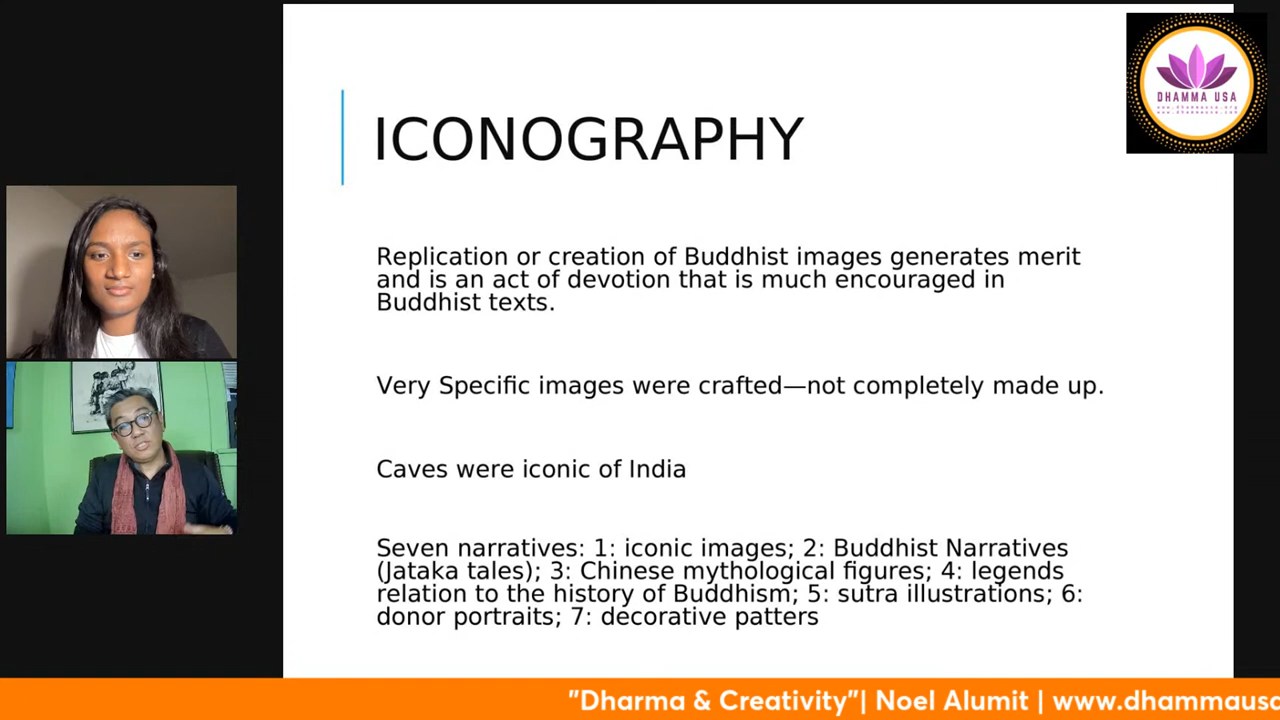 DHAMMA USA
ICONOGRAPHY
Replication or creation of Buddhist images generates merit
and is an act of devotion that is much encouraged in
Buddhist texts.
Very Specific images were crafted—not completely made up.
Caves were iconic of India
Seven narratives: 1: iconic images; 2: Buddhist Narratives
(Jataka tales); 3: Chinese mythological figures; 4: legends
relation to the history of Buddhism; 5: sutra illustrations; 6:
donor portraits; 7: decorative patters
"Dharma & Creativity"| Noel Alumit | www.dhammausa